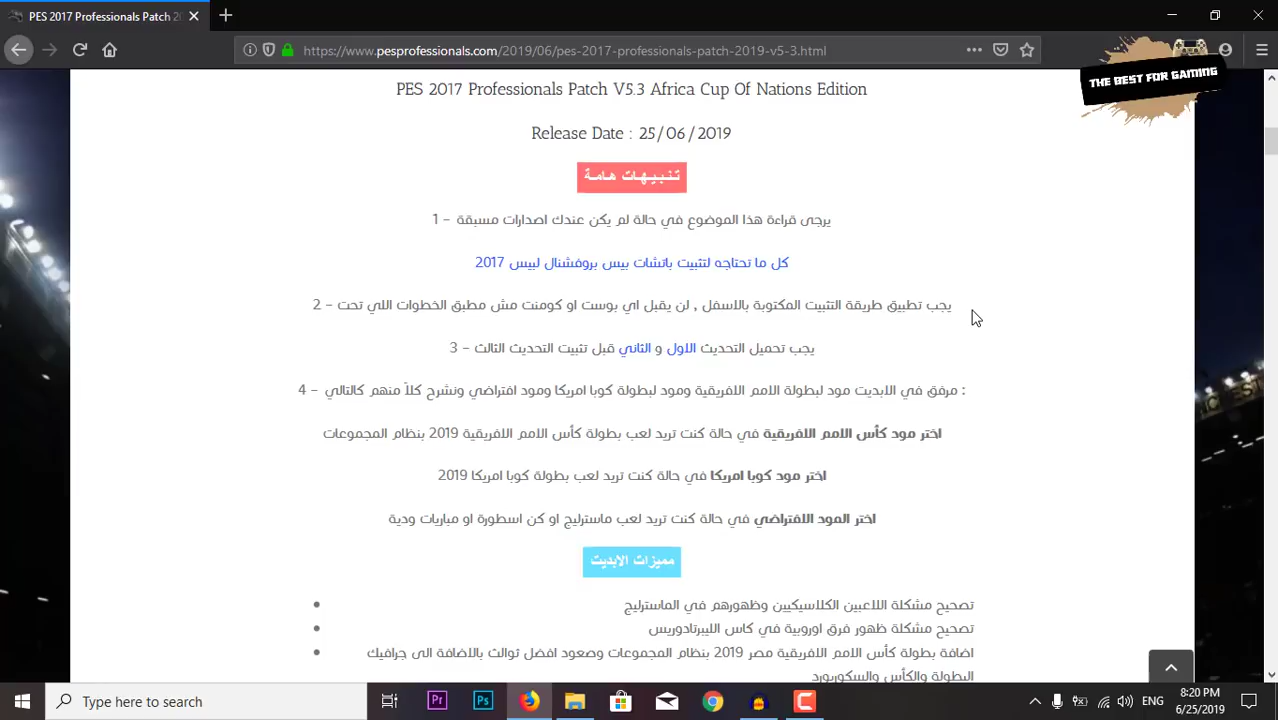 PES 2017 Professionals Patch 20
https://www.pesprofessionals.com/2019/06/pes-2017-professionals-patch-2019-v5-3.html
THE BEST FOR GAMING
PES 2017 Professionals Patch V5.3 Africa Cup Of Nations Edition
Release Date : 25/06/2019
تـنـبـيـهـات هـامـة
يرجى قراءة هذا الموضوع في حالة لم يكن عندك اصدارات مسبقة - 1
كل ما تحتاجه لتثبيت باتشات بيس بروفشنال لبيس 2017
يجب تطبيق طريقة التثبيت المكتوبة بالاسفل , لن يقبل اي بوست او كومنت مش مطبق الخطوات اللي تحت - 2
يجب تحميل التحديث الاول و الثاني قبل تثبيت التحديث الثالث - 3
: مرفق في الابديت مود لبطولة الامم الافريقية ومود لبطولة كوبا امريكا ومود افتراضي ونشرح كلاً منهم كالتالي - 4
اختر مود كأس الامم الافريقية في حالة كنت تريد لعب بطولة كأس الامم الافريقية 2019 بنظام المجموعات
اختر مود كوبا امريكا في حالة كنت تريد لعب بطولة كوبا امريكا 2019
اختر المود الافتراضي في حالة كنت تريد لعب ماسترليج او كن اسطورة او مباريات ودية
مميزات الابديت
تصحيح مشكلة اللاعبين الكلاسيكيين وظهورهم في الماسترليج
تصحيح مشكلة ظهور فرق اوروبية في كاس الليبرتادوريس
اضافة بطولة كأس الامم الافريقية مصر 2019 بنظام المجموعات وصعود افضل ثوالث بالاضافة الى جرافيك
البطولة والكأس والسكوربورد
Type here to search
Pr
Ps
ENG
8:20 PM
6/25/2019